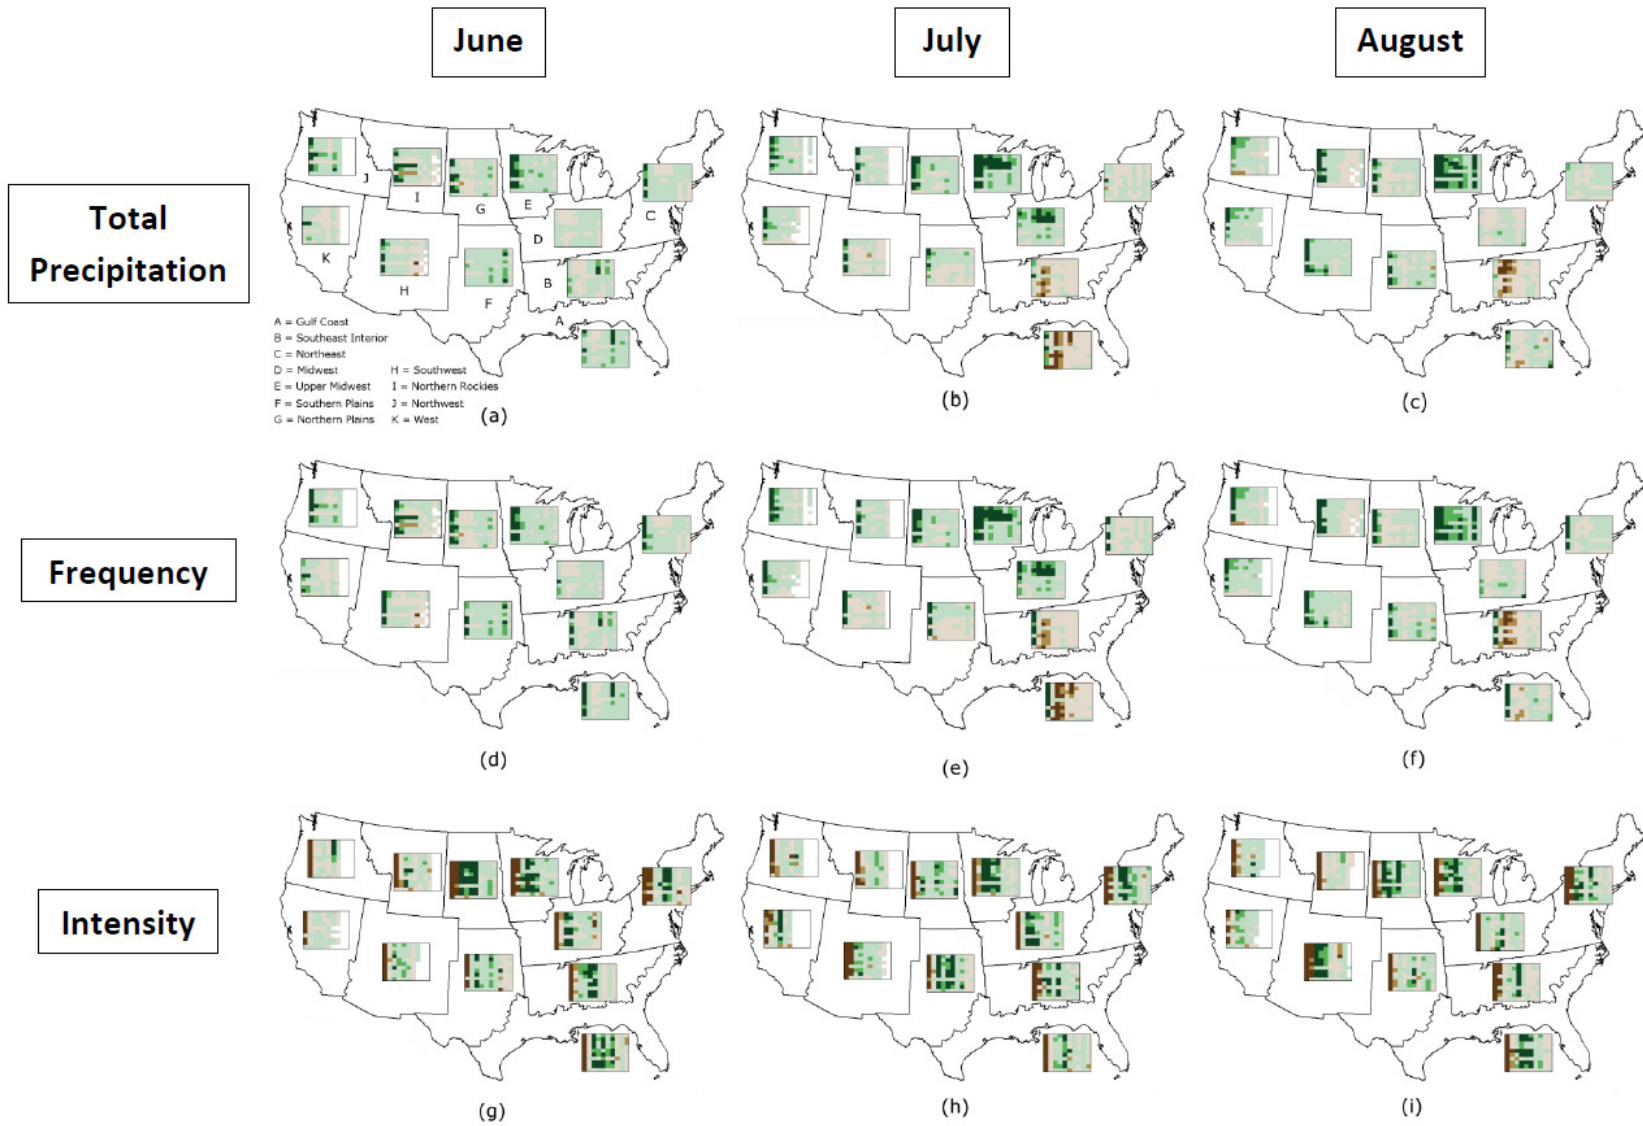 June
July
August
Total
Precipitation
J
I
G
E
C
D
K
H
B
F
A
A = Gulf Coast
B = Southeast Interior
C = Northeast
D = Midwest H = Southwest
E = Upper Midwest I = Northern Rockies
F = Southern Plains J = Northwest
G = Northern Plains K = West
(a)
(b)
(c)
Frequency
(d)
(e)
(f)
Intensity
(g)
(h)
(i)